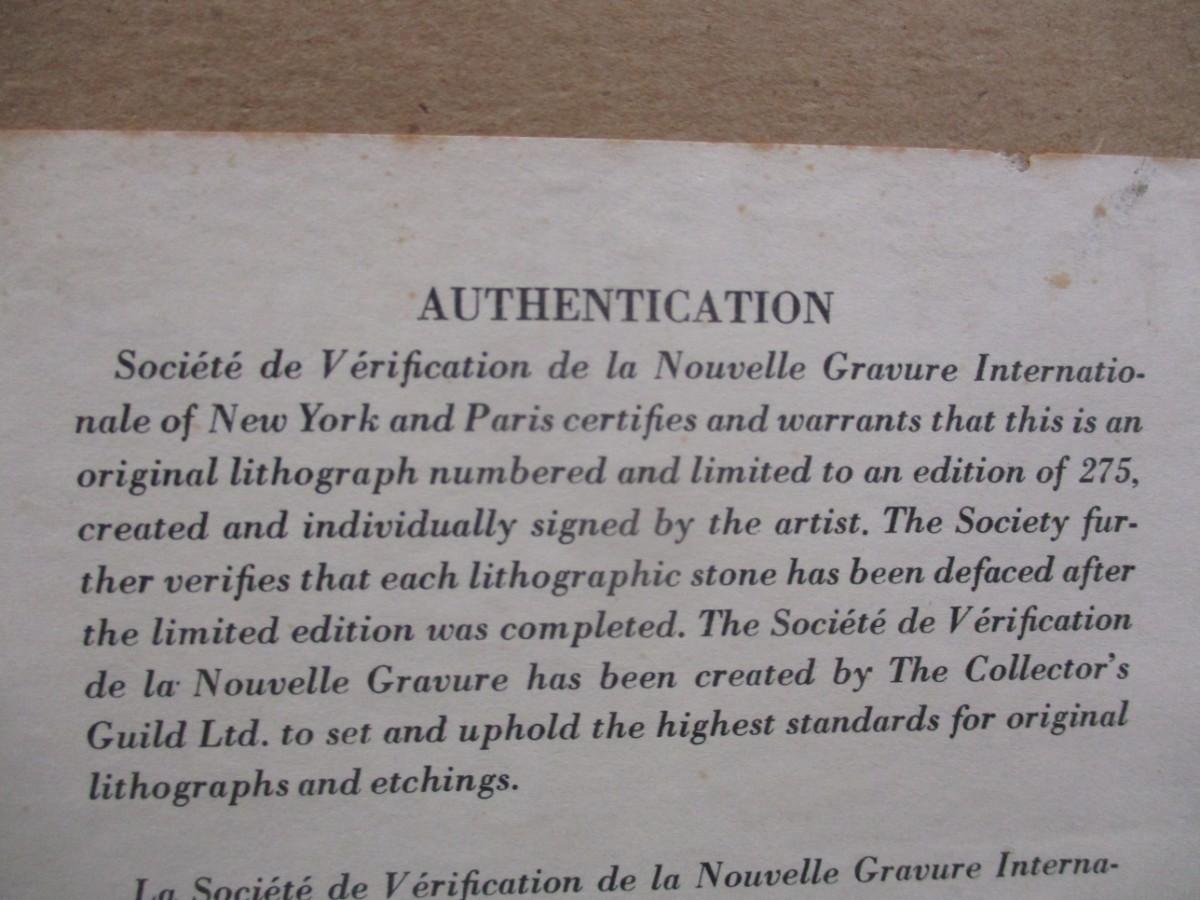 AUTHENTICATION
Société de Vérification de la Nouvelle Gravure Internatio-
nale of New York and Paris certifies and warrants that this is an
original lithograph numbered and limited to an edition of 275,
created and individually signed by the artist. The Society fur-
ther verifies that each lithographic stone has been defaced after
the limited edition was completed. The Société de Vérification
de la Nouvelle Gravure has been created by The Collector's
Guild Ltd. to set and uphold the highest standards for original
lithographs and etchings.
La Société de Vérification de la Nouvelle Gravure Interna-